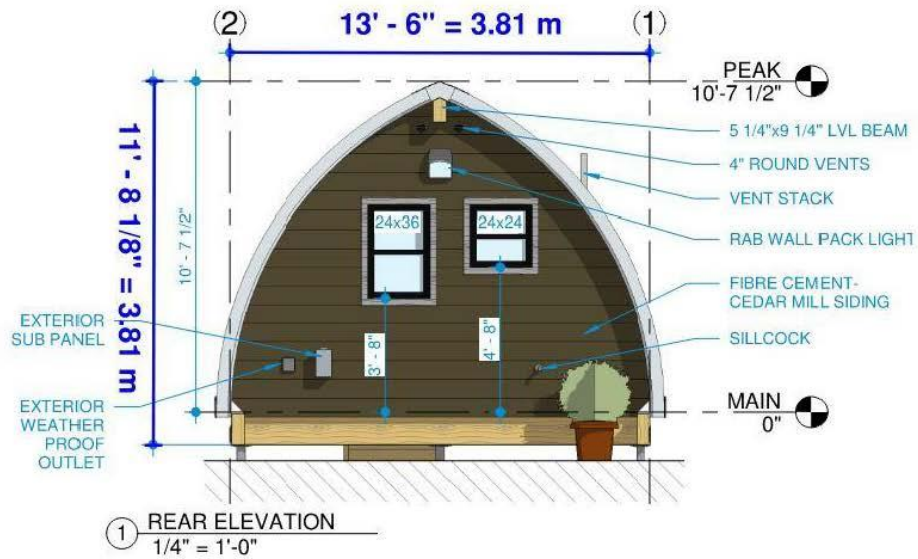 (2)
13' - 6" = 3.81 m
(1)
PEAK
10'-7 1/2"
5 1/4"x9 1/4" LVL BEAM
4" ROUND VENTS
VENT STACK
RAB WALL PACK LIGHT
FIBRE CEMENT-
CEDAR MILL SIDING
SILLCOCK
MAIN
0"
11' - 8 1/8" = 3.81 m
10' - 7 1/2"
24x36
24x24
3' - 8"
4' - 8"
EXTERIOR
SUB PANEL
EXTERIOR
WEATHER
PROOF
OUTLET
1
REAR ELEVATION
1/4" = 1'-0"